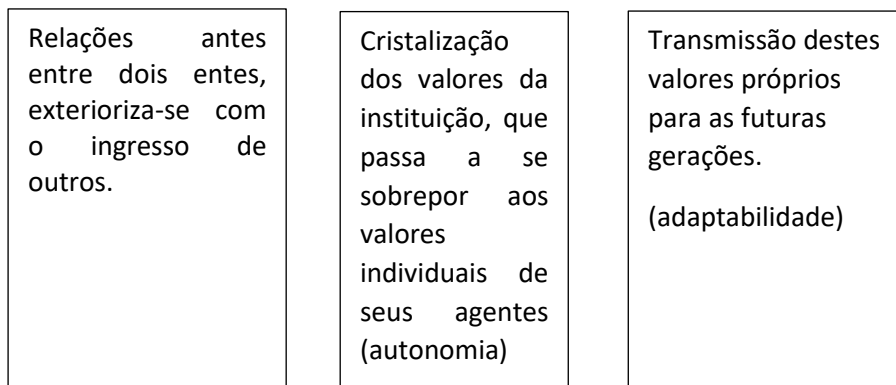 Relações antes
entre dois entes,
exterioriza-se com
o ingresso de
outros.
Cristalização
dos valores da
instituição, que
passa a se
sobrepor aos
valores
individuais de
seus agentes
(autonomia)
Transmissão destes
valores próprios
para as futuras
gerações.
(adaptabilidade)